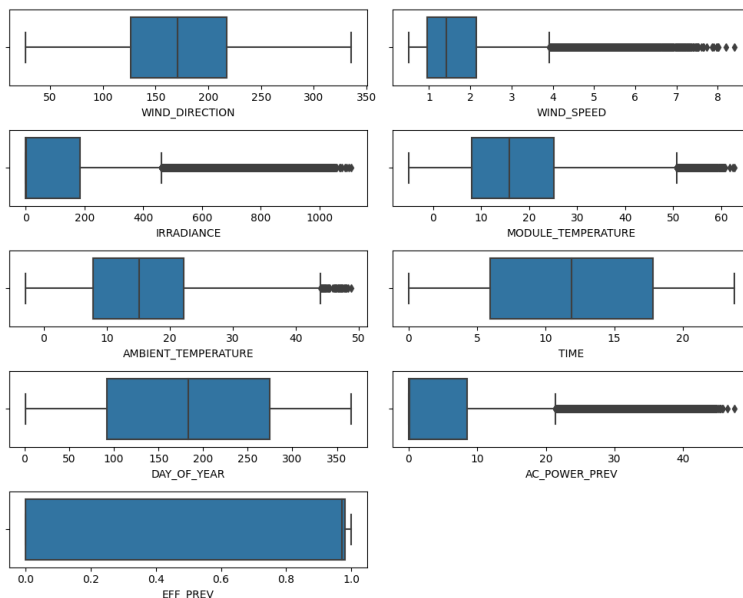 50 100 150 200 250 300 350
WIND_DIRECTION
1 2 3 4 5 6 7 8
WIND_SPEED
0 200 400 600 800 1000
IRRADIANCE
0 10 20 30 40 50 60
MODULE_TEMPERATURE
0 10 20 30 40 50
AMBIENT_TEMPERATURE
0 5 10 15 20
TIME
0 50 100 150 200 250 300 350
DAY_OF_YEAR
0 10 20 30 40
AC_POWER_PREV
0.0 0.2 0.4 0.6 0.8 1.0
EFF_PREV